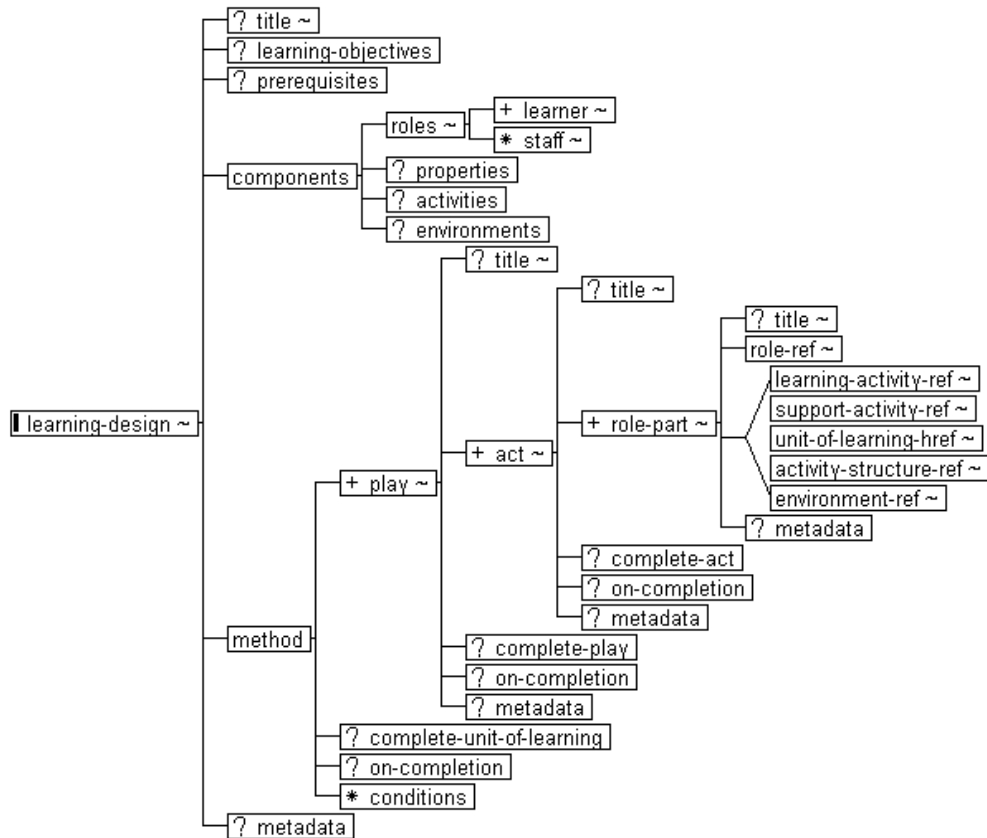 ? title ~
? learning-objectives
? prerequisites
+ learner ~
roles ~
* staff ~
components
? properties
? activities
? environments
? title ~
? title ~
? title ~
role-ref ~
learning-activity-ref ~
support-activity-ref ~
learning-design ~
+ role-part ~
unit-of-learning-href ~
+ act ~
activity-structure-ref ~
+ play ~
environment-ref ~
? metadata
? complete-act
? on-completion
? metadata
method
? complete-play
? on-completion
? metadata
? complete-unit-of-learning
? on-completion
* conditions
? metadata